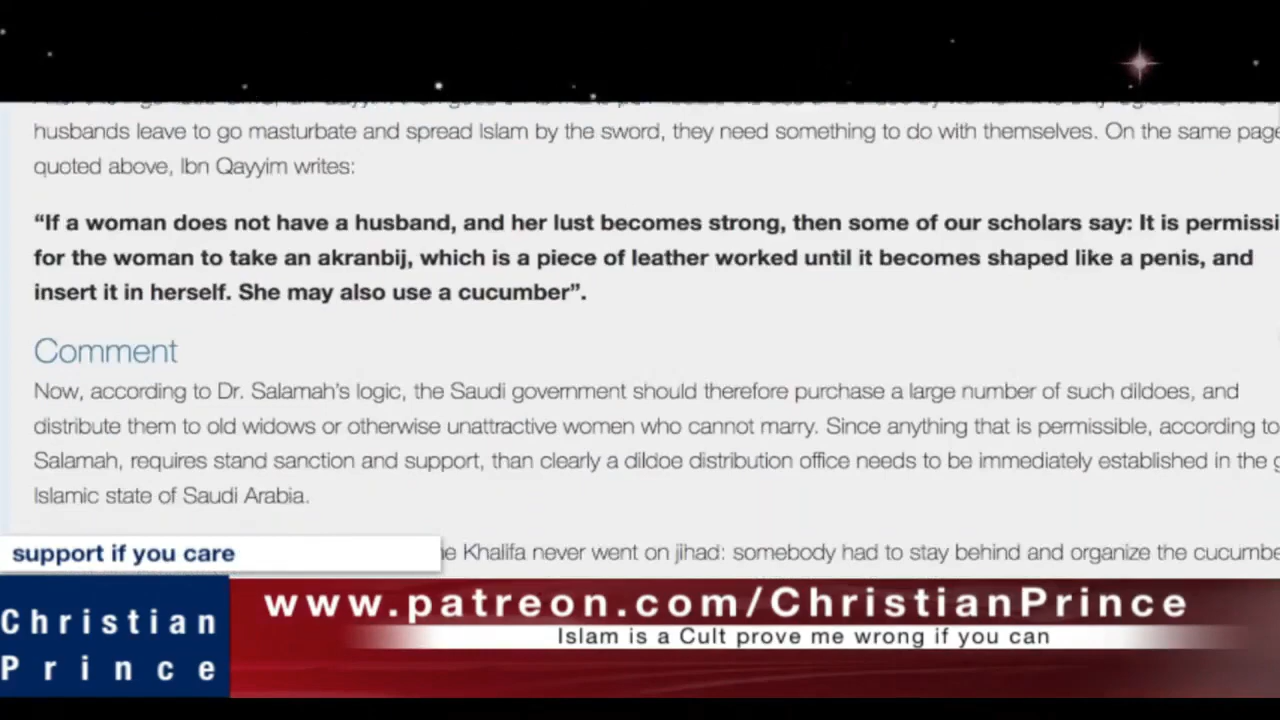 husbands leave to go masturbate and spread Islam by the sword, they need something to do with themselves. On the same page
quoted above, Ibn Qayyim writes:
“If a woman does not have a husband, and her lust becomes strong, then some of our scholars say: It is permissi
for the woman to take an akranbij, which is a piece of leather worked until it becomes shaped like a penis, and
insert it in herself. She may also use a cucumber”.
Comment
Now, according to Dr. Salamah’s logic, the Saudi government should therefore purchase a large number of such dildoes, and
distribute them to old widows or otherwise unattractive women who cannot marry. Since anything that is permissible, according to
Salamah, requires stand sanction and support, than clearly a dildoe distribution office needs to be immediately established in the g
Islamic state of Saudi Arabia.
e Khalifa never went on jihad: somebody had to stay behind and organize the cucumbe
support if you care
Christian
Prince
www.patreon.com/ChristianPrince
Islam is a Cult prove me wrong if you can